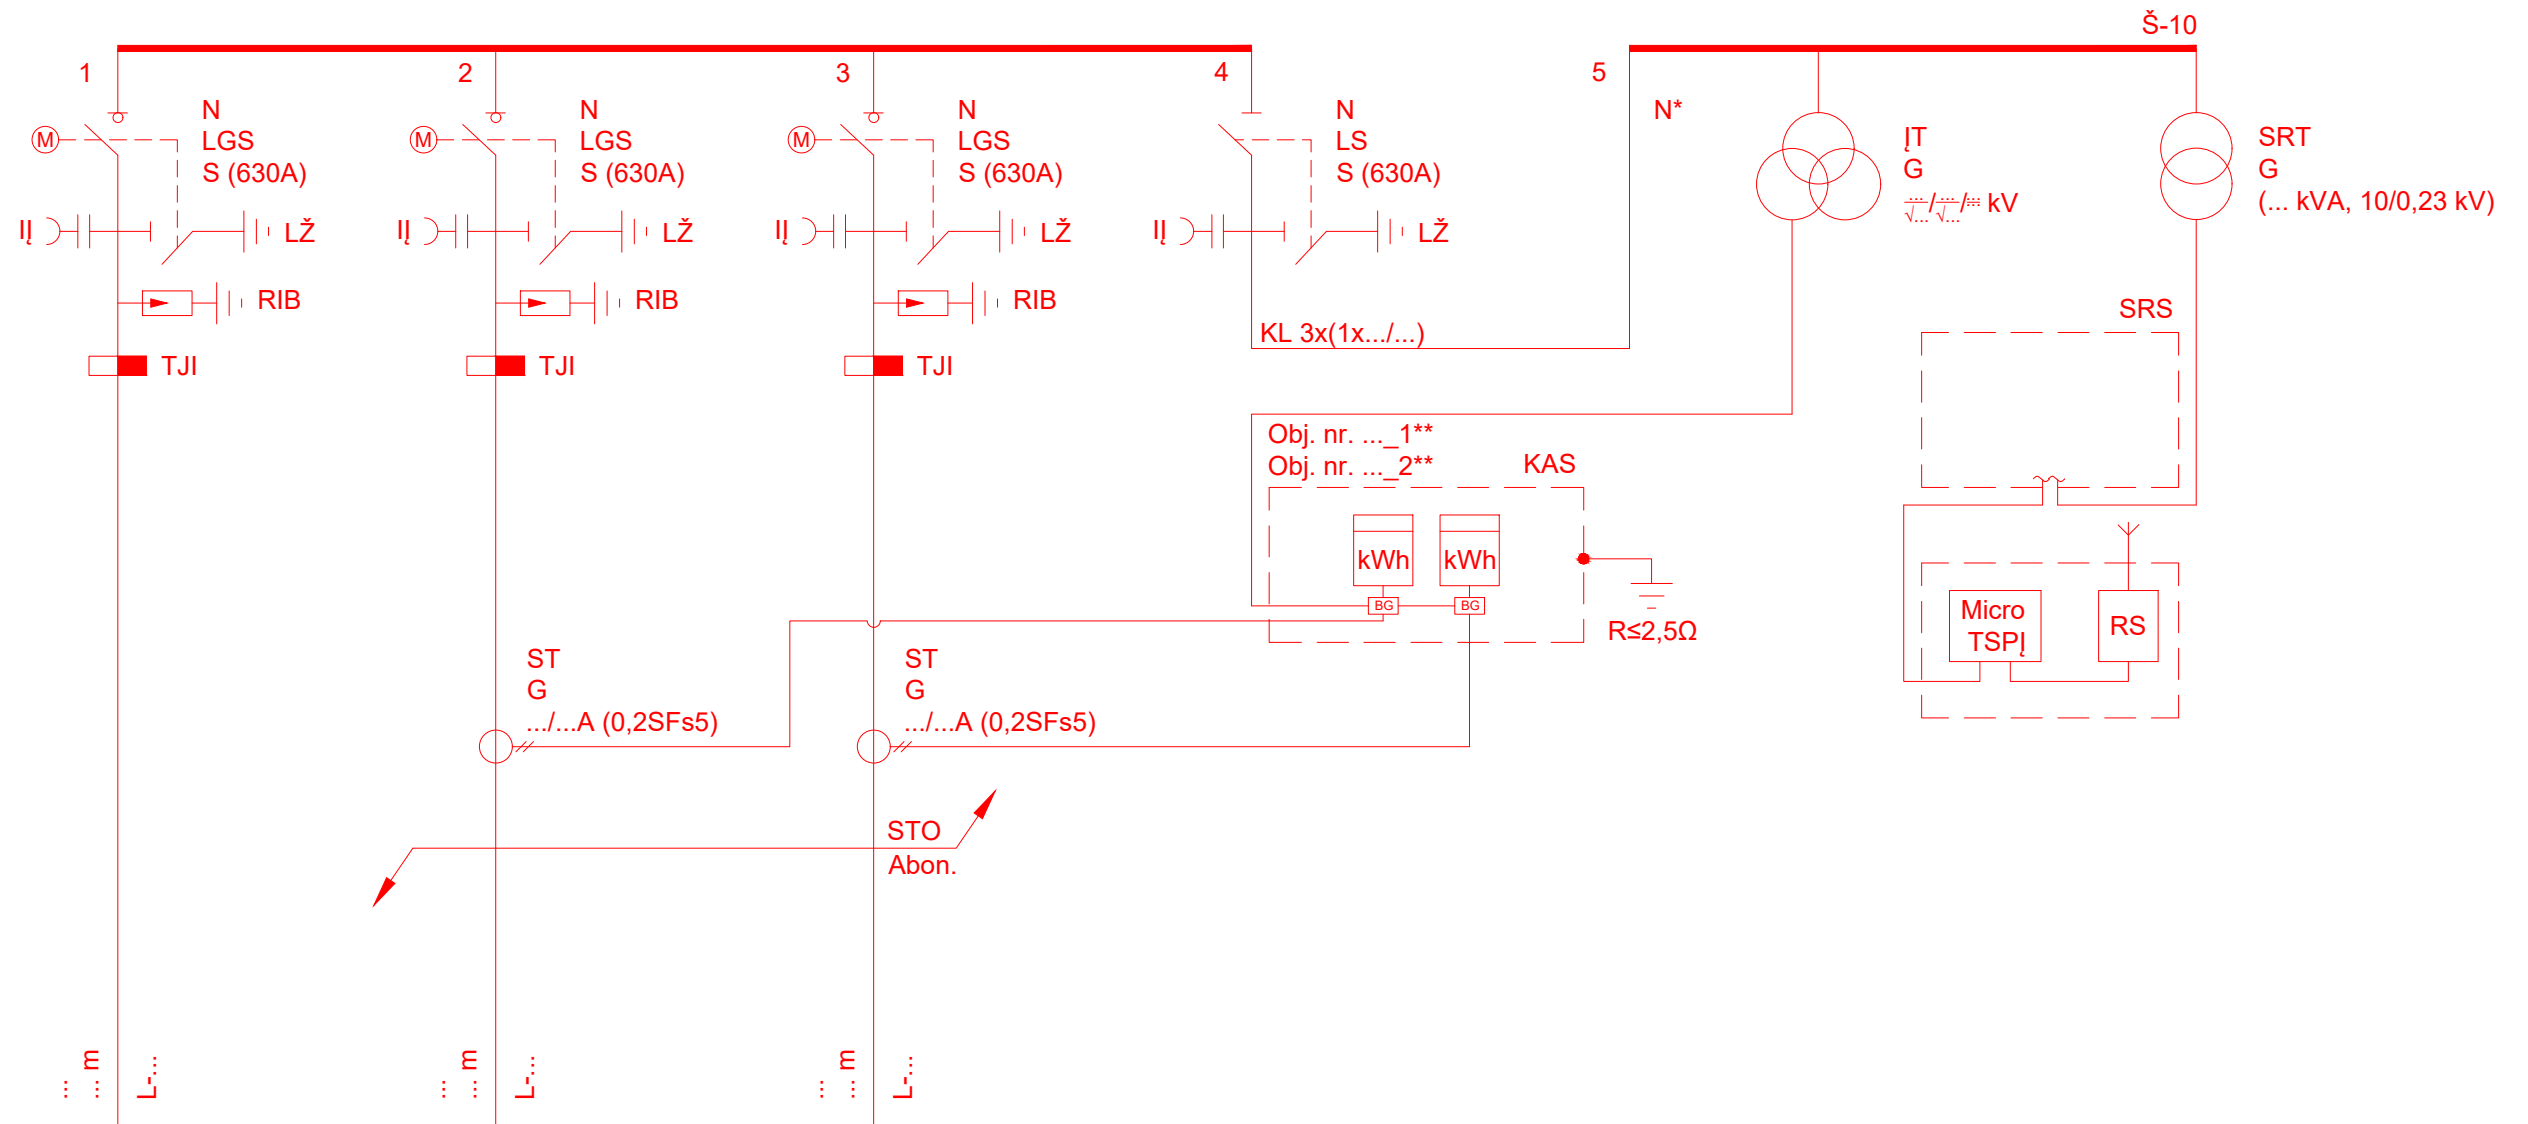 Š-10
1
2
3
4
5
N
LGS
S (630A)
N
LGS
S (630A)
N
LGS
S (630A)
N
LS
S (630A)
N*
ĮT
G
.../√... / .../√... / ... kV
SRT
G
(... kVA, 10/0,23 kV)
M
M
M
IĮ
LŽ
IĮ
LŽ
IĮ
LŽ
IĮ
LŽ
RIB
RIB
RIB
SRS
KL 3x(1x.../...)
TJI
TJI
TJI
Obj. nr. ..._1**
Obj. nr. ..._2**
KAS
kWh
kWh
BG
BG
R≤2,5Ω
Micro
TSPĮ
RS
ST
G
.../...A (0,2SFs5)
ST
G
.../...A (0,2SFs5)
STO
Abon.
...
... m
L-...
...
... m
L-...
...
... m
L-...